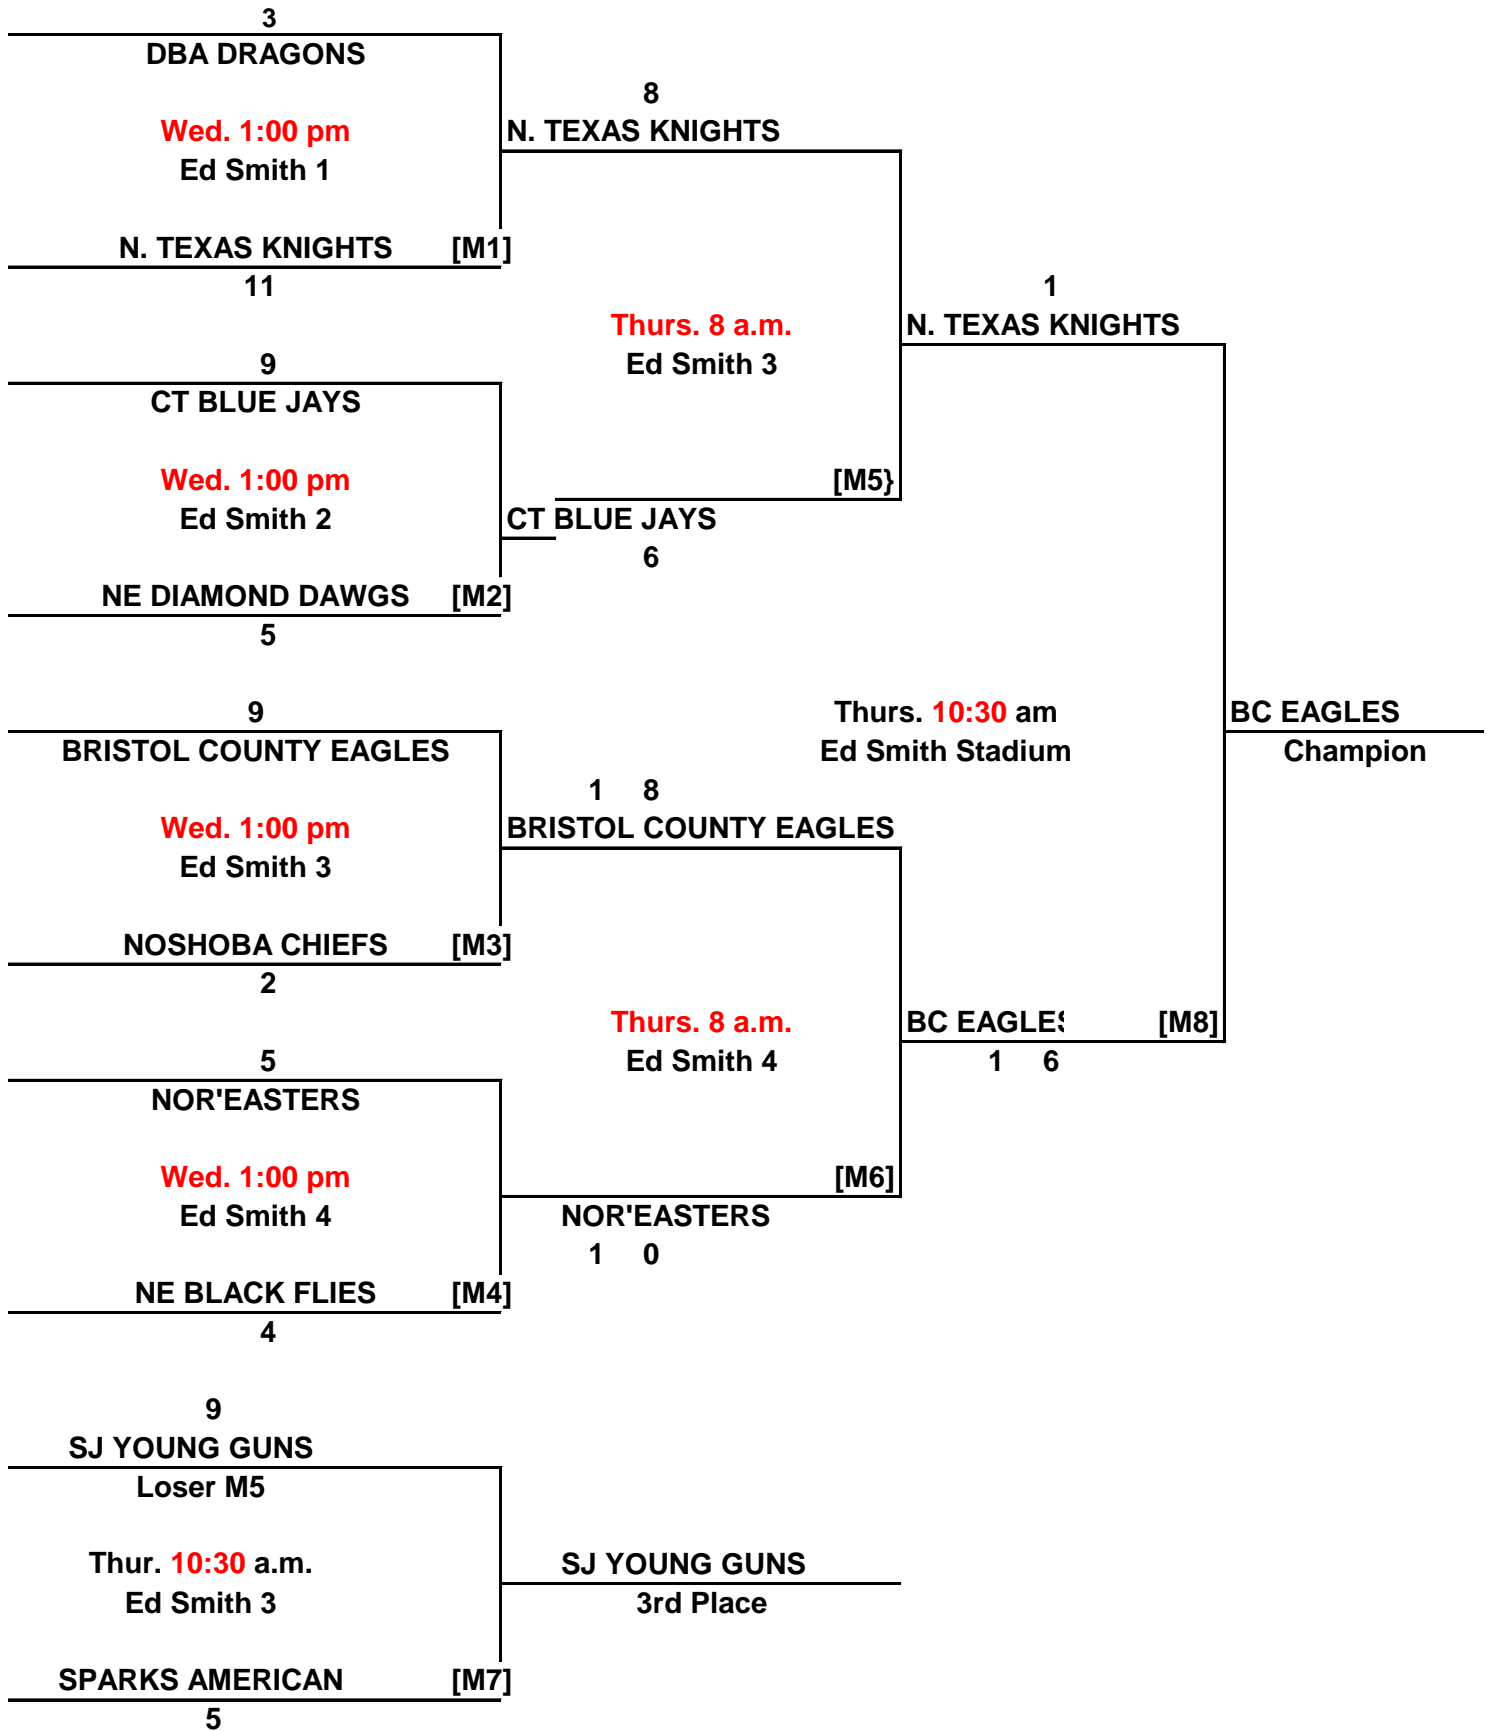 3
DBA DRAGONS
8
Wed. 1:00 pm
N. TEXAS KNIGHTS
Ed Smith 1
N. TEXAS KNIGHTS [M1]
11
1
Thurs. 8 a.m.
N. TEXAS KNIGHTS
9
Ed Smith 3
CT BLUE JAYS
Wed. 1:00 pm
[M5}
Ed Smith 2
CT BLUE JAYS
6
NE DIAMOND DAWGS [M2]
5
9
Thurs. 10:30 am
BC EAGLES
BRISTOL COUNTY EAGLES
Ed Smith Stadium
Champion
1 8
Wed. 1:00 pm
BRISTOL COUNTY EAGLES
Ed Smith 3
NOSHOBA CHIEFS [M3]
2
Thurs. 8 a.m.
BC EAGLES
[M8]
5
Ed Smith 4
1 6
NOR'EASTERS
Wed. 1:00 pm
[M6]
Ed Smith 4
NOR'EASTERS
1 0
NE BLACK FLIES [M4]
4
9
SJ YOUNG GUNS
Loser M5
Thur. 10:30 a.m.
SJ YOUNG GUNS
Ed Smith 3
3rd Place
SPARKS AMERICAN [M7]
5